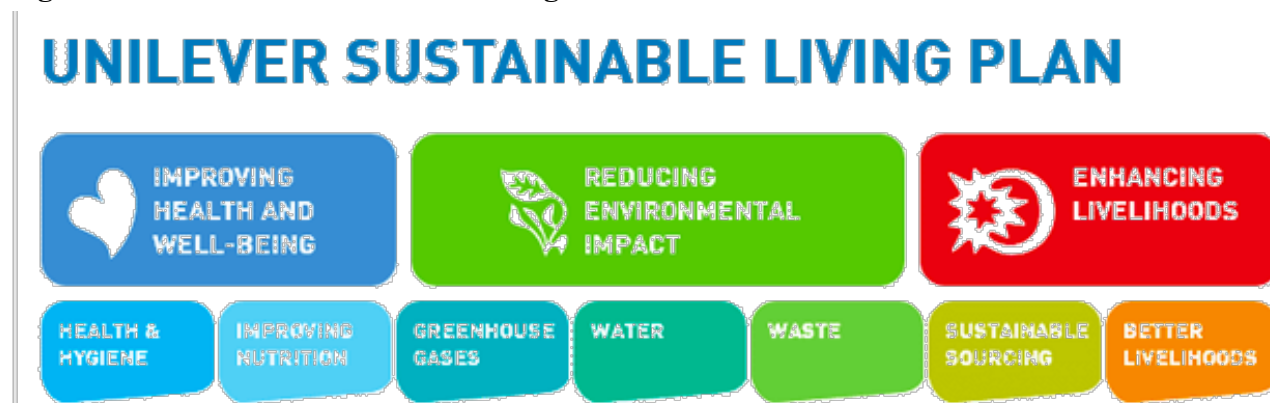 UNILEVER SUSTAINABLE LIVING PLAN
IMPROVING
HEALTH AND
WELL-BEING
REDUCING
ENVIRONMENTAL
IMPACT
ENHANCING
LIVELIHOODS
HEALTH &
HYGIENE
IMPROVING
NUTRITION
GREENHOUSE
GASES
WATER
WASTE
SUSTAINABLE
SOURCING
BETTER
LIVELIHOODS